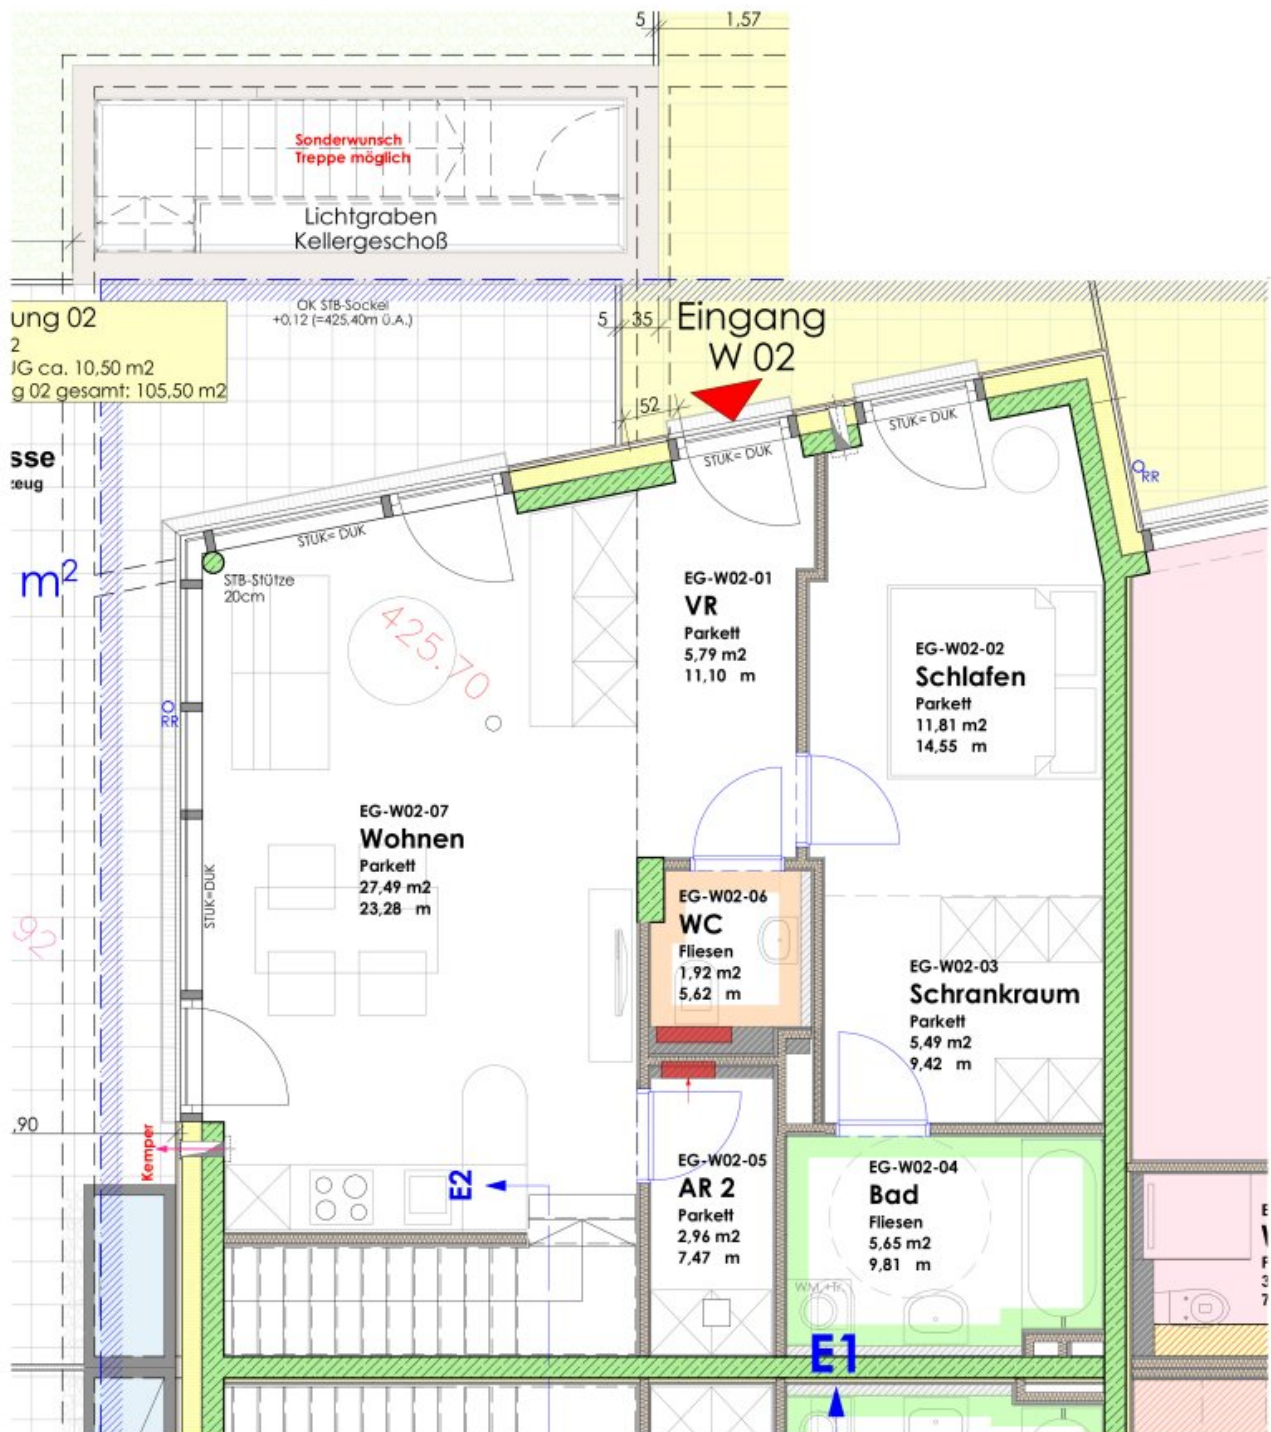 5
1,57
Sonderwunsch
Treppe möglich
Lichtgraben
Kellergeschoß
ung 02
2
JG ca. 10,50 m2
g 02 gesamt: 105,50 m2
OK STB-Sockel
+0.12 (=425.40m ü.A.)
5
35
Eingang
W 02
52
STUK= DUK
STUK= DUK
sse
zeug
RR
STUK= DUK
m²
STB-Stütze
20cm
425.70
EG-W02-01
VR
Parkett
5,79 m2
11,10 m
EG-W02-02
Schlafen
Parkett
11,81 m2
14,55 m
RR
EG-W02-07
Wohnen
Parkett
27,49 m2
23,28 m
STUK=DUK
92
EG-W02-06
WC
Fliesen
1,92 m2
5,62 m
EG-W02-03
Schrankraum
Parkett
5,49 m2
9,42 m
,90
Kemper
E2
EG-W02-05
AR 2
Parkett
2,96 m2
7,47 m
EG-W02-04
Bad
Fliesen
5,65 m2
9,81 m
WM.+Tr.
E1
E
F
3
7